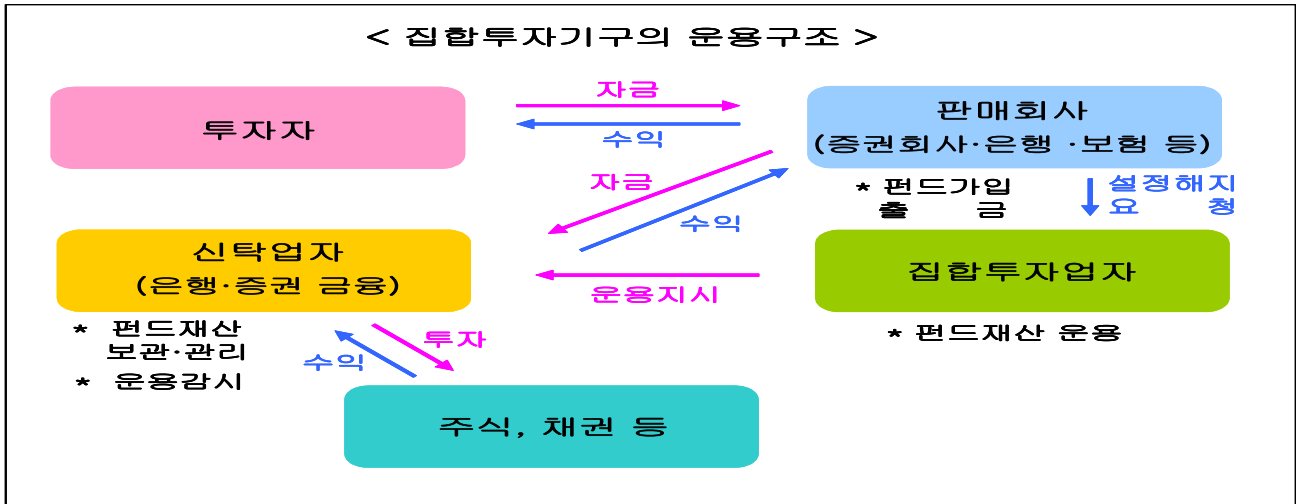 < 집합투자기구의 운용구조 >
투자자
자금
수익
판매회사
(증권회사·은행 ·보험 등)
자금
수익
* 펀드가입
출 금
설정해지
요 청
신탁업자
(은행·증권 금융)
운용지시
집합투자업자
* 펀드재산
보관·관리
* 운용감시
* 펀드재산 운용
투자
수익
주식, 채권 등